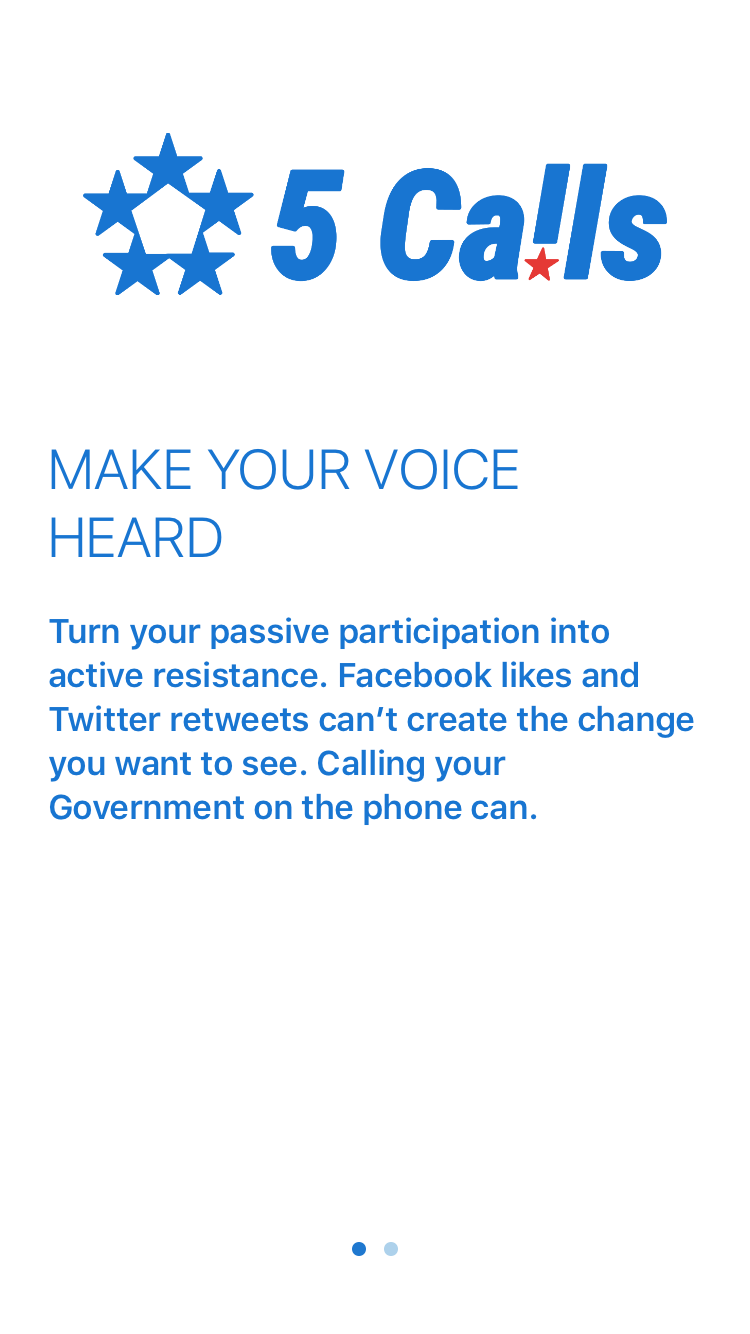 5 Calls
MAKE YOUR VOICE
HEARD
Turn your passive participation into
active resistance. Facebook likes and
Twitter retweets can’t create the change
you want to see. Calling your
Government on the phone can.